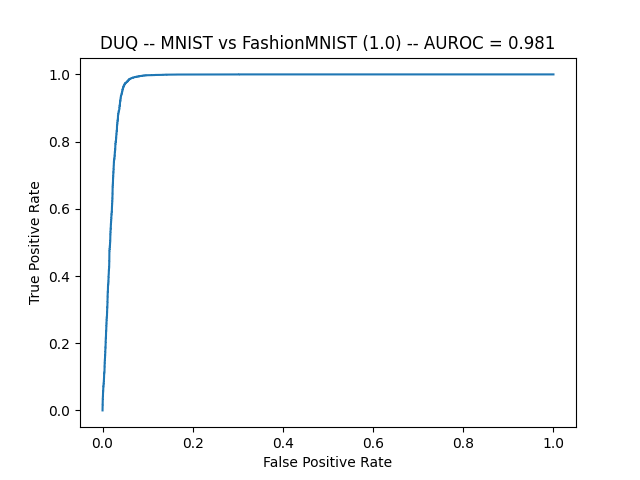 DUQ -- MNIST vs FashionMNIST (1.0) -- AUROC = 0.981
1.0
0.8
0.6
0.4
0.2
0.0
True Positive Rate
0.0 0.2 0.4 0.6 0.8 1.0
False Positive Rate